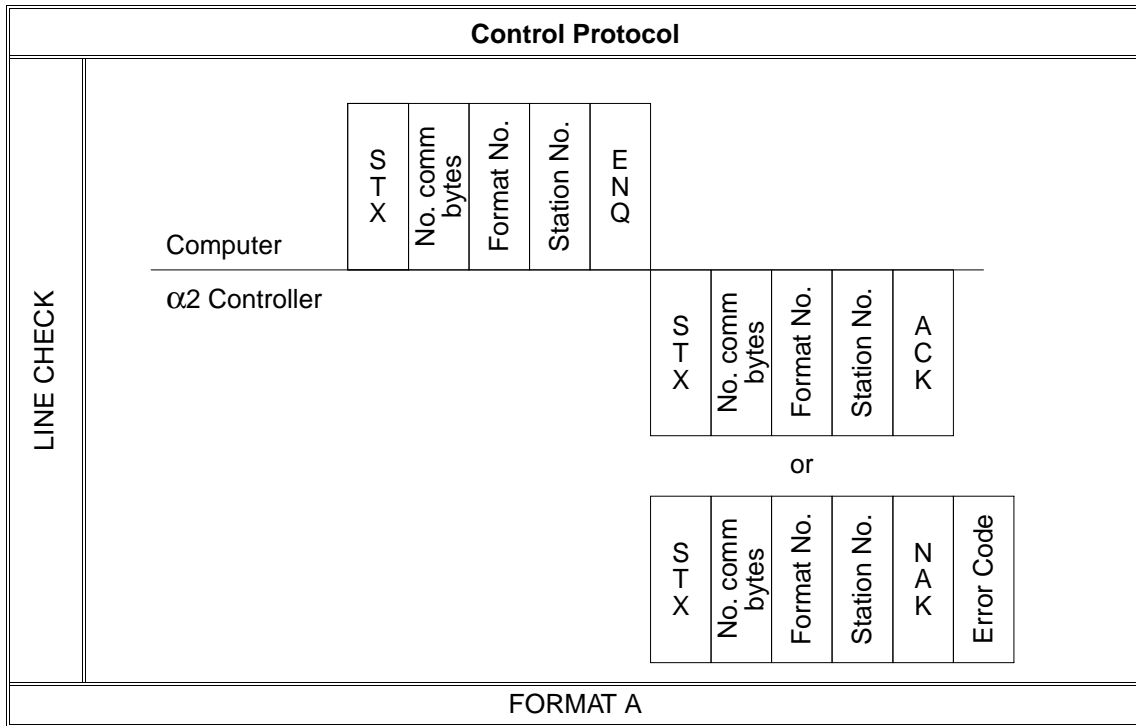 Control Protocol
LINE CHECK
S
T
X
No. comm
bytes
Format No.
Station No.
E
N
Q
Computer
α2 Controller
S
T
X
No. comm
bytes
Format No.
Station No.
A
C
K
or
S
T
X
No. comm
bytes
Format No.
Station No.
N
A
K
Error Code
FORMAT A